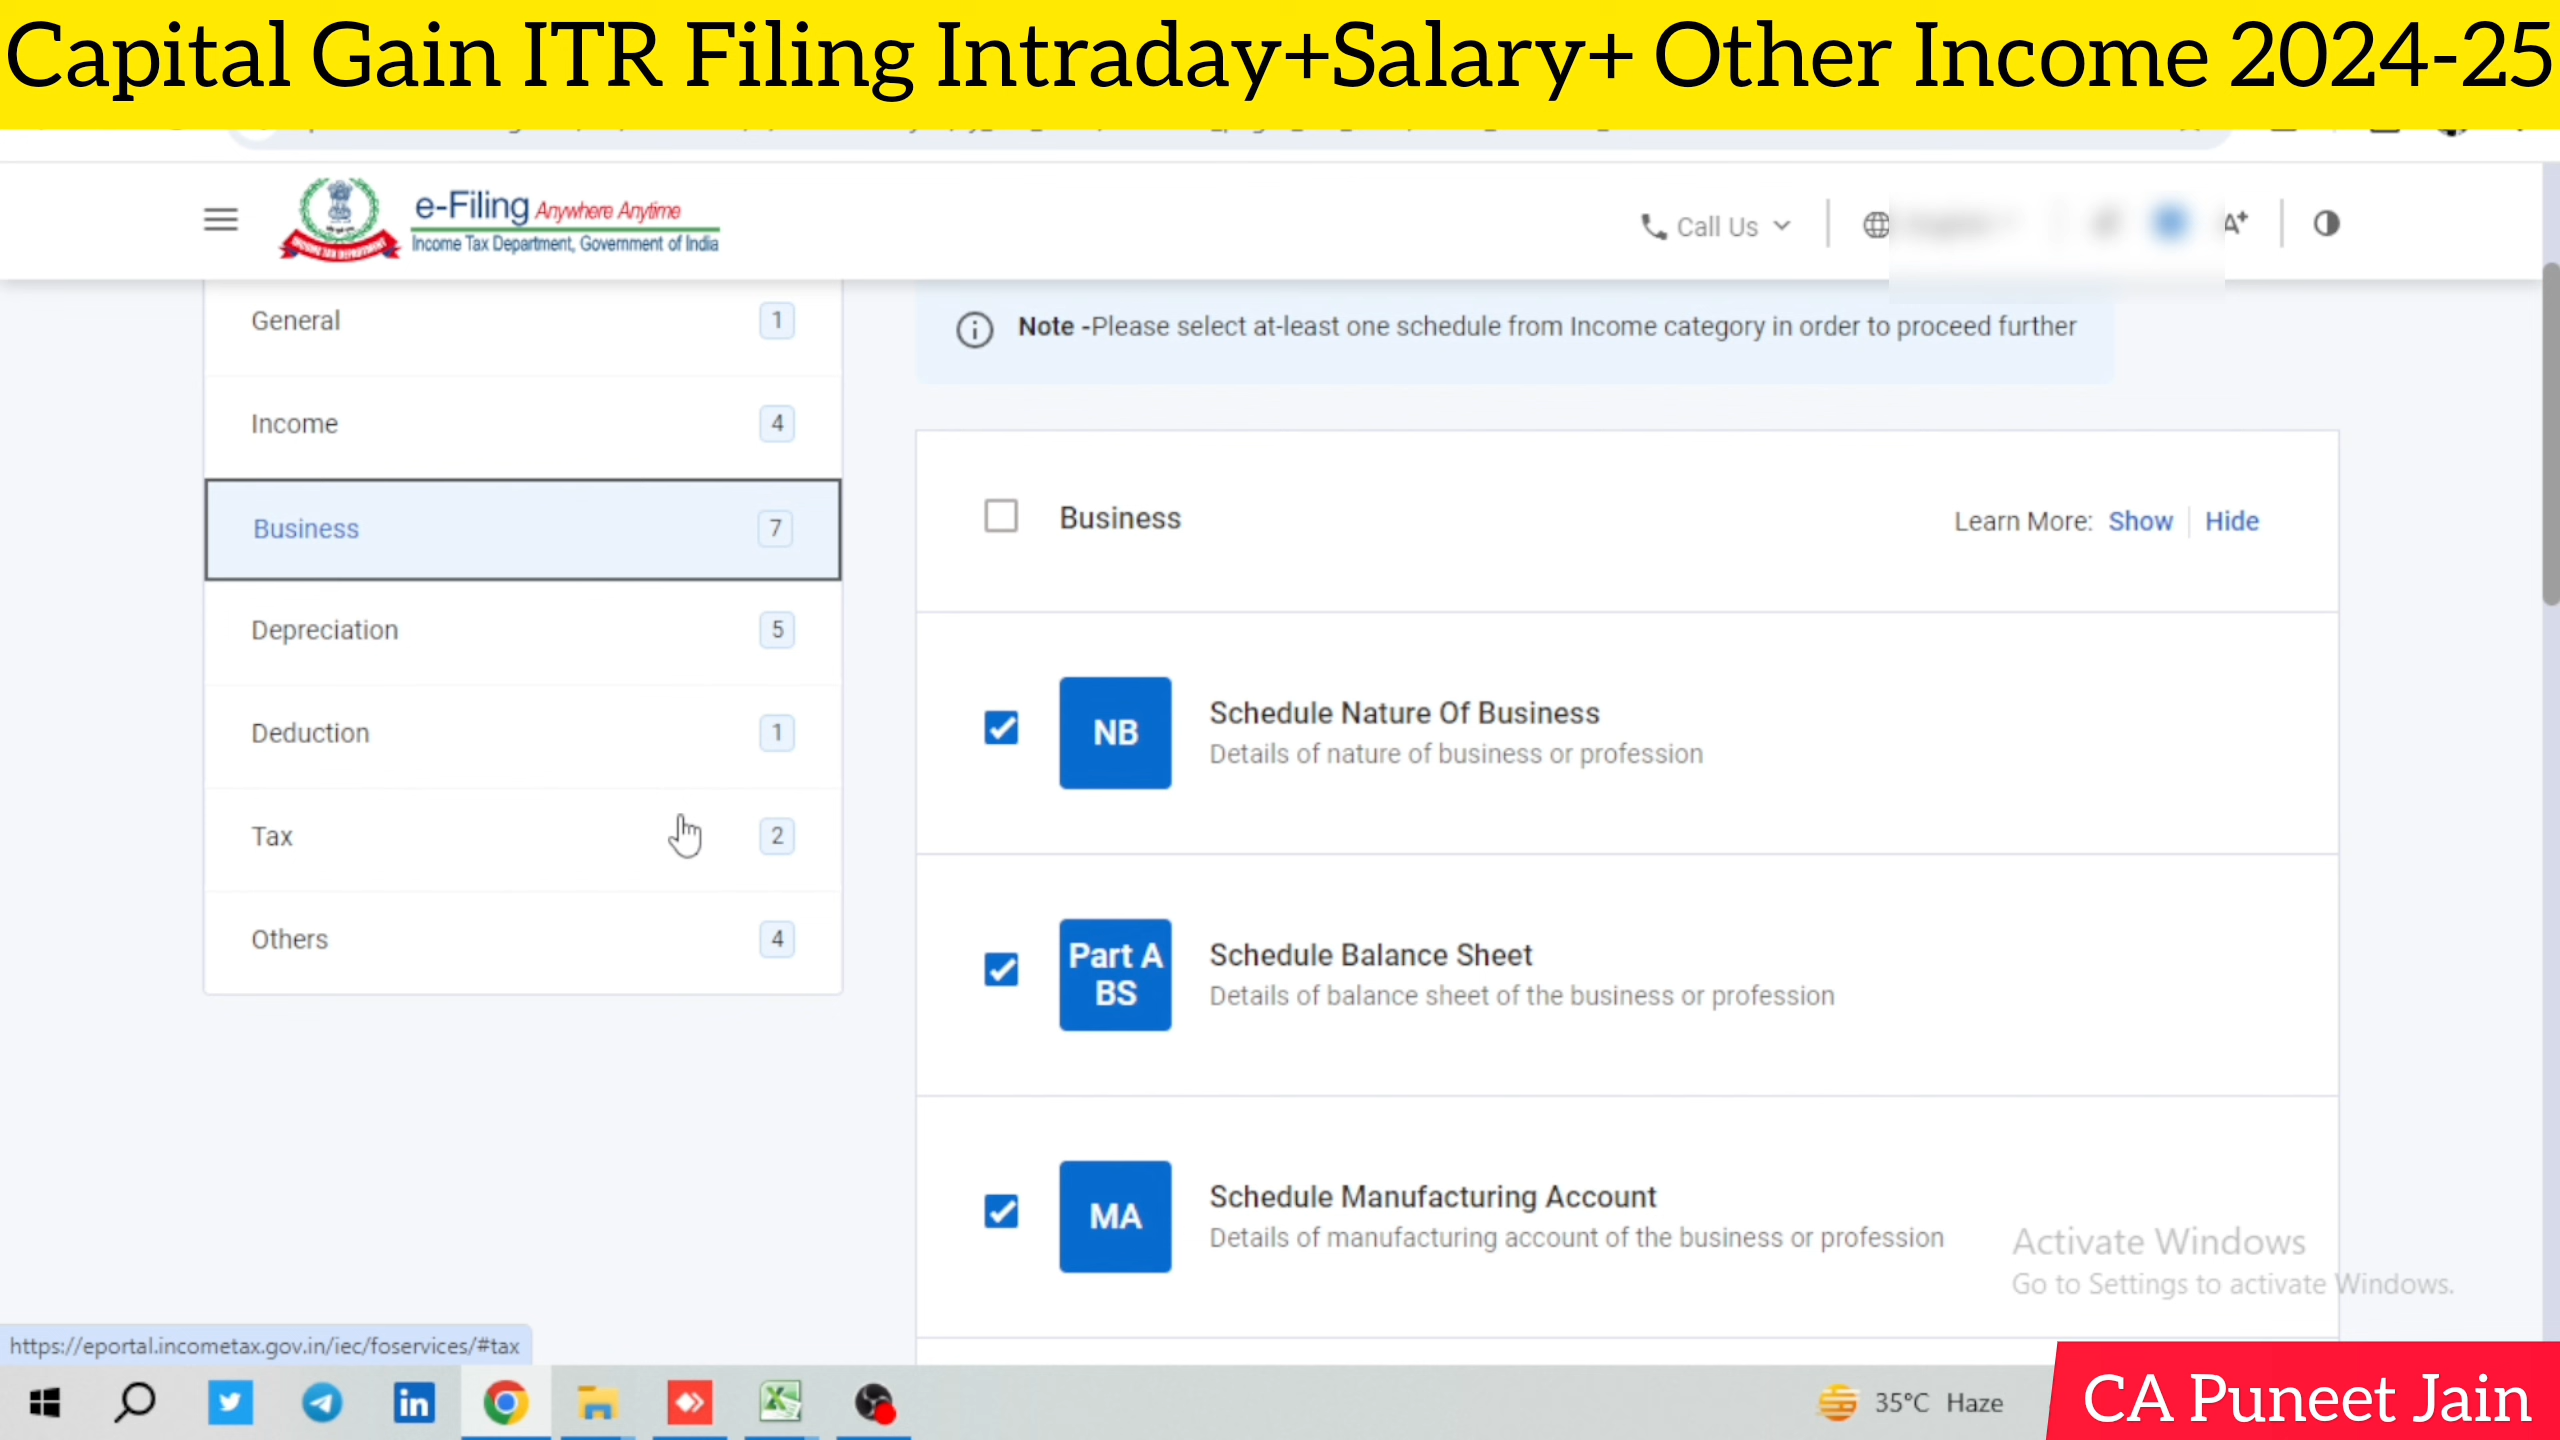 Capital Gain ITR Filing Intraday+Salary+ Other Income 2024-25
e-Filing Anywhere Anytime
Income Tax Department, Government of India
Call Us
A+
General 1
Income 4
Business 7
Depreciation 5
Deduction 1
Tax 2
Others 4
Note -Please select at-least one schedule from Income category in order to proceed further
Business
Learn More: Show Hide
NB
Schedule Nature Of Business
Details of nature of business or profession
Part A
BS
Schedule Balance Sheet
Details of balance sheet of the business or profession
MA
Schedule Manufacturing Account
Details of manufacturing account of the business or profession
Activate Windows
Go to Settings to activate Windows.
https://eportal.incometax.gov.in/iec/foservices/#tax
in
35°C Haze
CA Puneet Jain